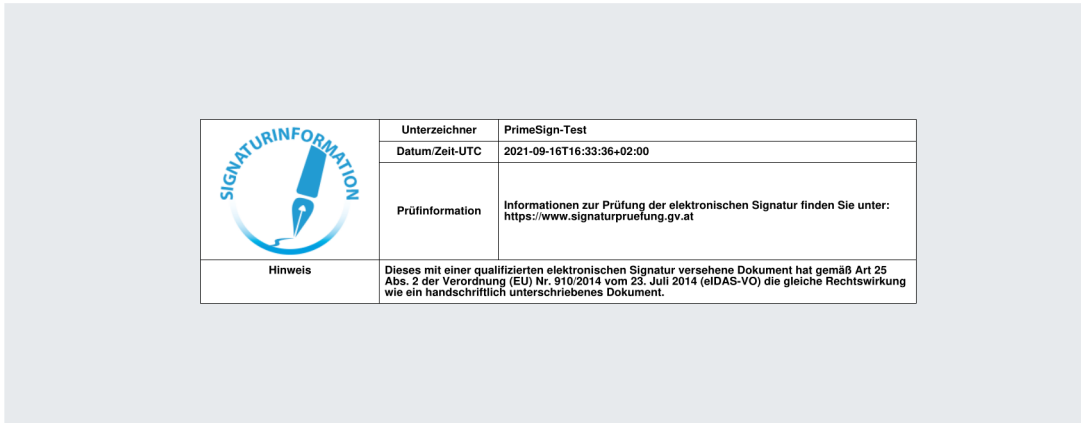 SIGNATURINFORMATION
Unterzeichner
PrimeSign-Test
Datum/Zeit-UTC
2021-09-16T16:33:36+02:00
Prüfinformation
Informationen zur Prüfung der elektronischen Signatur finden Sie unter:
https://www.signaturpruefung.gv.at
Hinweis
Dieses mit einer qualifizierten elektronischen Signatur versehene Dokument hat gemäß Art 25
Abs. 2 der Verordnung (EU) Nr. 910/2014 vom 23. Juli 2014 (eIDAS-VO) die gleiche Rechtswirkung
wie ein handschriftlich unterschriebenes Dokument.